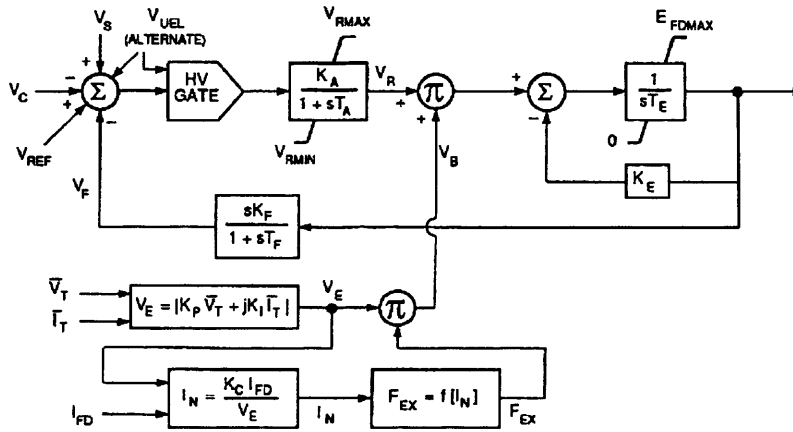 V_S
V_UEL
(ALTERNATE)
V_RMAX
E_FDMAX
V_C
+
−
+
−
Σ
HV
GATE
K_A
1 + sT_A
V_R
+
π
+
+
Σ
−
1
sT_E
V_REF
V_RMIN
0
V_F
V_B
K_E
sK_F
1 + sT_F
V̅_T
I̅_T
V_E = |K_P V̅_T + jK_I I̅_T|
V_E
π
I_FD
I_N = K_C I_FD
V_E
I_N
F_EX = f[I_N]
F_EX